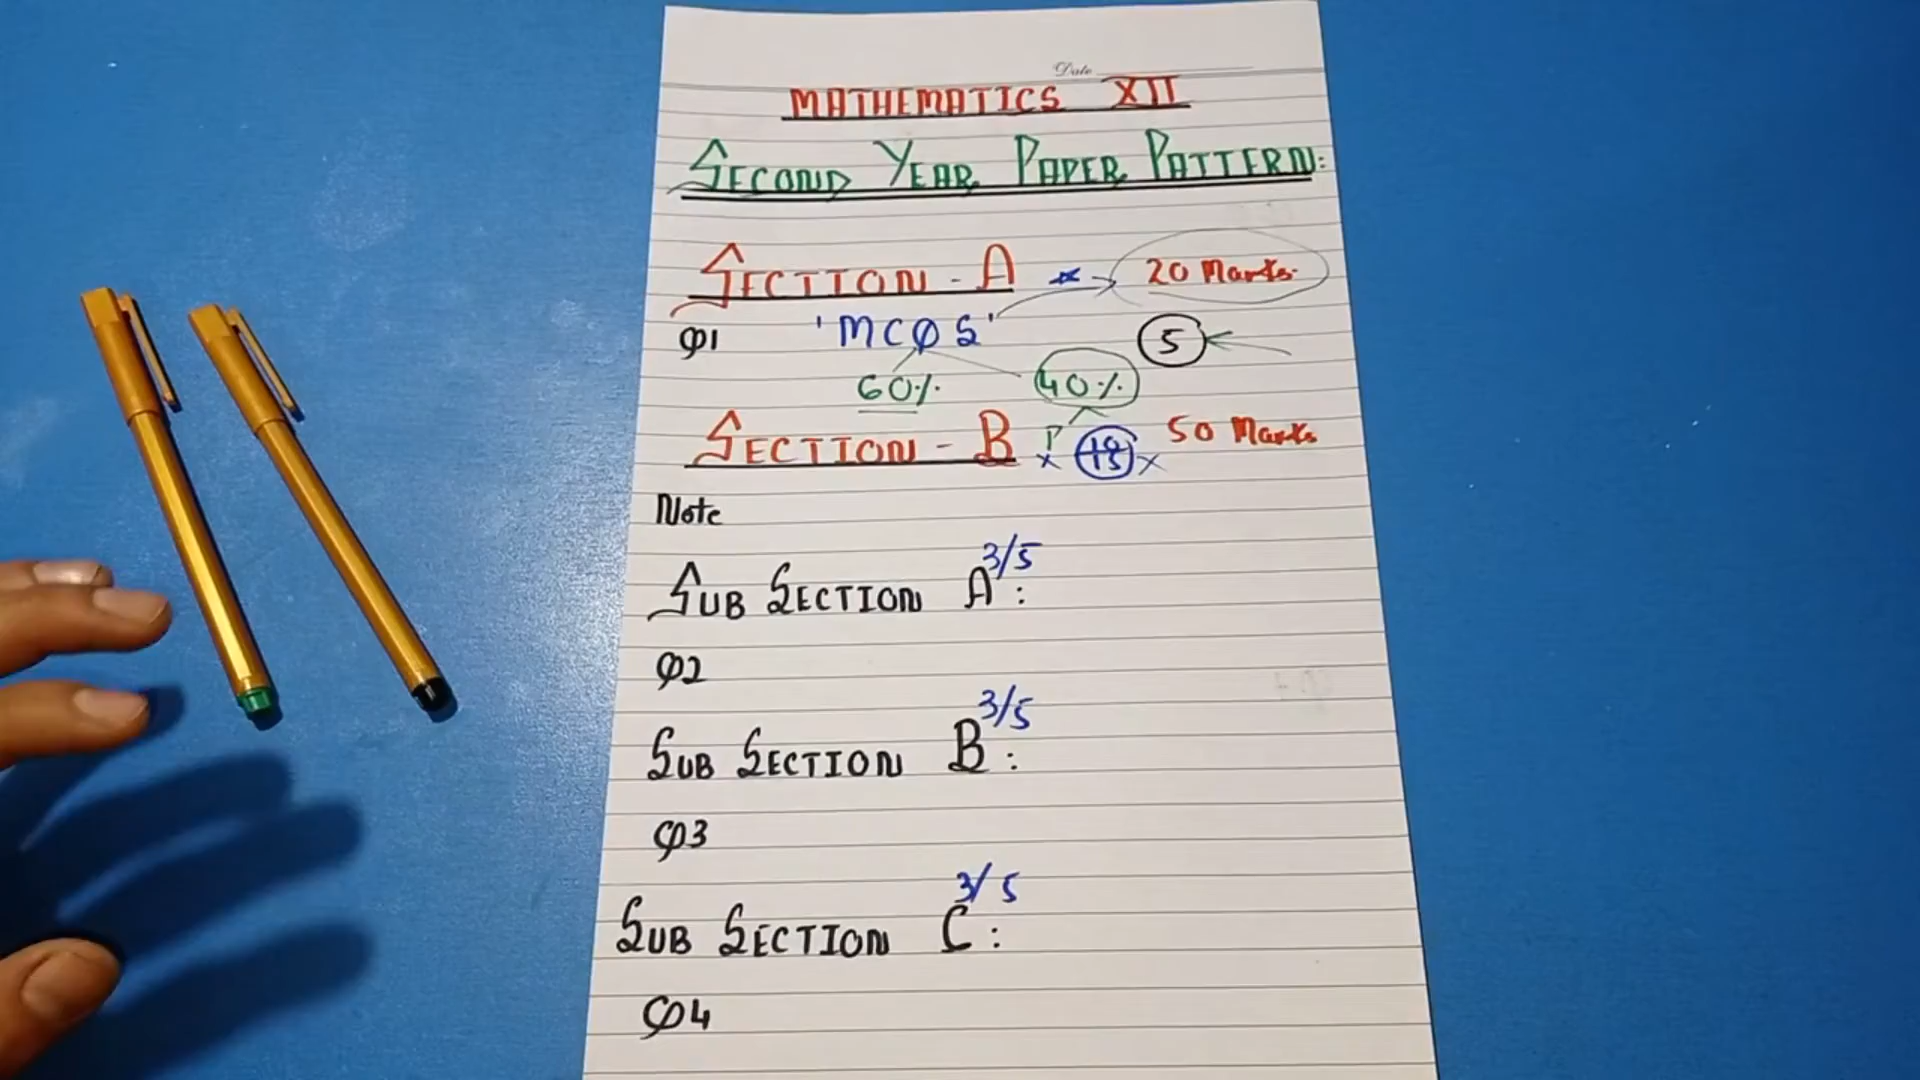 Date
MATHEMATICS XII
SECOND YEAR PAPER PATTERN:
SECTION - A 20 Marks
Q1 'MCQS' 5
60% 40%
SECTION - B 50 Marks
Note
SUB SECTION A: 3/5
Q2
SUB SECTION B: 3/5
Q3
SUB SECTION C: 3/5
Q4